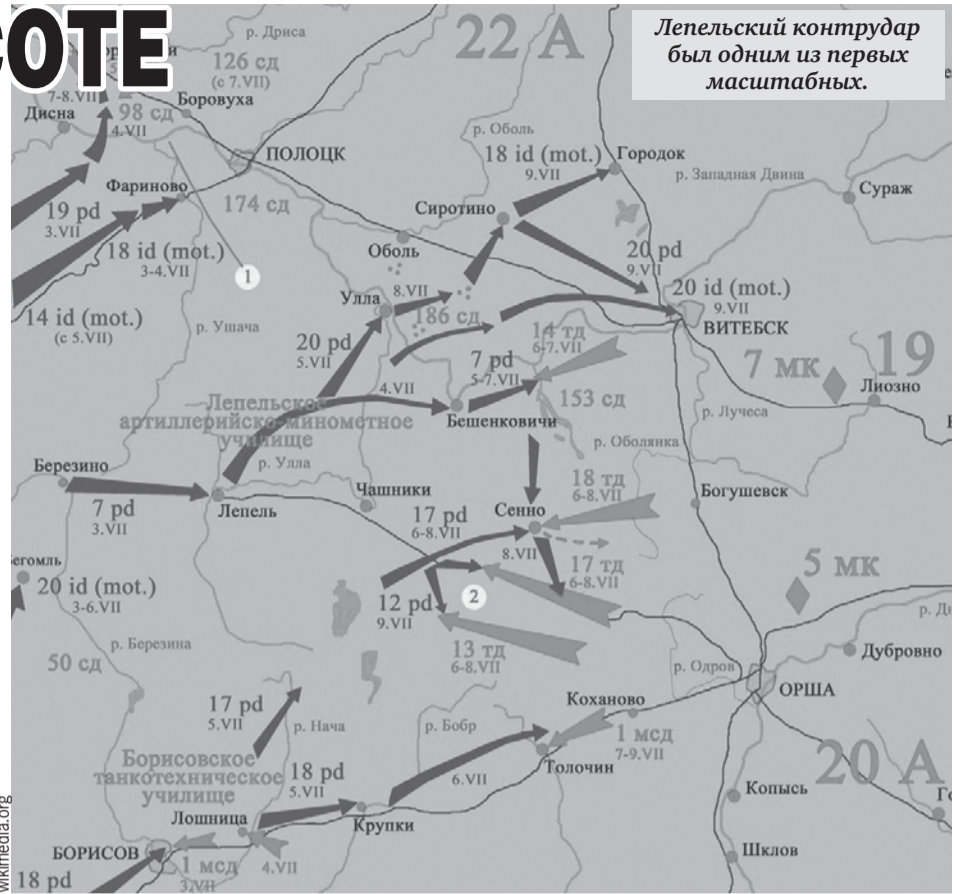 СОТЕ
Лепельский контрудар
был одним из первых
масштабных.
22 А
р. Дриса
126 сд
(с 7.VII)
7-8.VII
Боровуха
Дисна
98 сд
4.VII
ПОЛОЦК
р. Оболь
18 id (mot.)
9.VII
Городок
р. Западная Двина
Сураж
Фариново
19 pd
3.VII
174 сд
Сиротино
18 id (mot.)
3-4.VII
1
Оболь
20 pd
9.VII
14 id (mot.)
(с 5.VII)
р. Ушача
Улла
8.VII
186 сд
20 id (mot.)
9.VII
ВИТЕБСК
20 pd
5.VII
14 тд
6-7.VII
7 мк
19
4.VII
7 pd
5-7.VII
153 сд
Лиозно
Лепельское
артиллерийско-минометное
училище
Бешенковичи
р. Лучеса
р. Оболянка
Березино
р. Улла
7 pd
3.VII
Лепель
Чашники
18 тд
6-8.VII
Богушевск
17 pd
6-8.VII
Сенно
8.VII
17 тд
6-8.VII
5 мк
егомль
20 id (mot.)
3-6.VII
12 pd
9.VII
2
р. Березина
13 тд
6-8.VII
50 сд
р. Одров
Дубровно
ОРША
17 pd
5.VII
р. Нача
р. Бобр
Коханово
1 мсд
7-9.VII
20 А
Борисовское
танкотехническое
училище
18 pd
5.VII
6.VII
Толочин
Копысь
Лошница
Крупки
БОРИСОВ
1 мсд
3.VII
4.VII
Шклов
18 pd
wikimedia.org